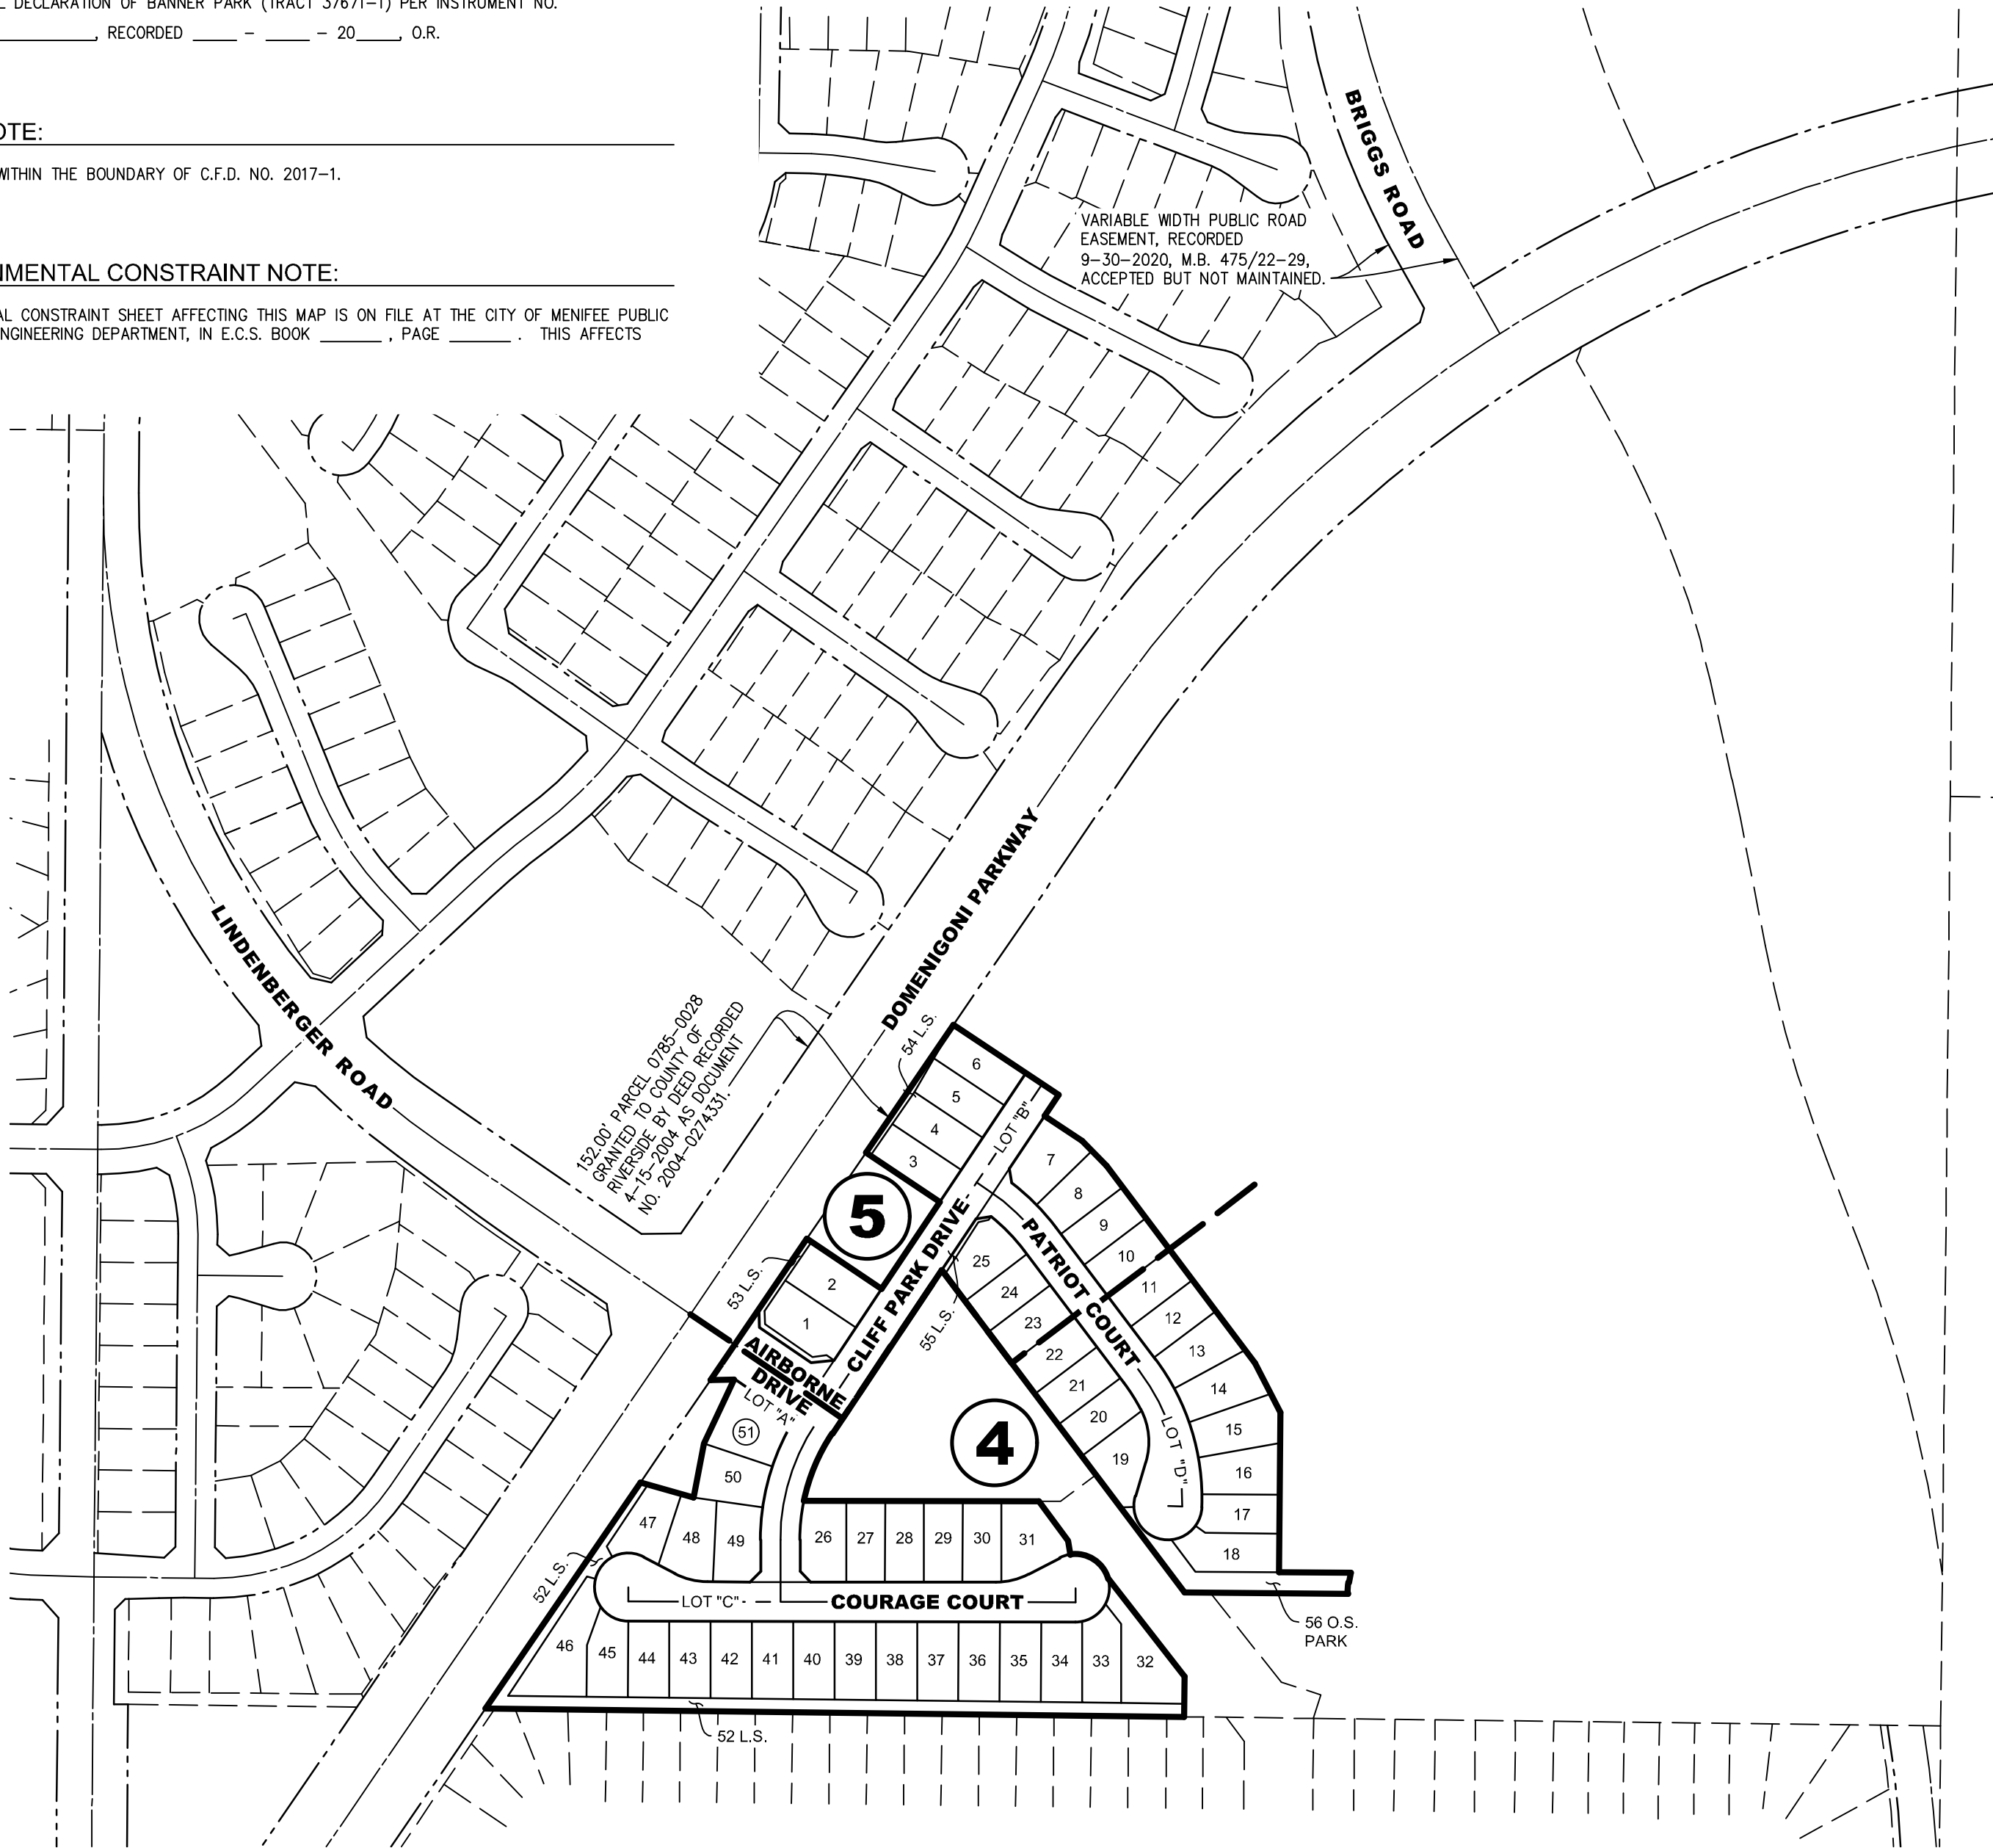 DECLARATION OF BANNER PARK (TRACT 37671-1) PER INSTRUMENT NO.
, RECORDED ____ - ____ - 20____, O.R.
OTE:
WITHIN THE BOUNDARY OF C.F.D. NO. 2017-1.
NMENTAL CONSTRAINT NOTE:
AL CONSTRAINT SHEET AFFECTING THIS MAP IS ON FILE AT THE CITY OF MENIFEE PUBLIC
NGINEERING DEPARTMENT, IN E.C.S. BOOK ______ , PAGE ______ . THIS AFFECTS
BRIGGS ROAD
VARIABLE WIDTH PUBLIC ROAD
EASEMENT, RECORDED
9-30-2020, M.B. 475/22-29,
ACCEPTED BUT NOT MAINTAINED.
DOMENIGONI PARKWAY
LINDENBERGER ROAD
152.00' PARCEL 0785-0028
GRANTED TO COUNTY OF
RIVERSIDE BY DEED RECORDED
4-15-2004 AS DOCUMENT
NO. 2004-0274331.
54 L.S.
6
5
4
3
LOT "B"
5
7
8
9
10
11
12
13
14
15
16
17
18
PATRIOT COURT
LOT "D"
25
24
23
22
21
20
19
CLIFF PARK DRIVE
53 L.S.
2
1
55 L.S.
AIRBORNE
DRIVE
LOT "A"
4
51
50
47
48
49
26
27
28
29
30
31
52 L.S.
LOT "C"
COURAGE COURT
46
45
44
43
42
41
40
39
38
37
36
35
34
33
32
56 O.S.
PARK
52 L.S.